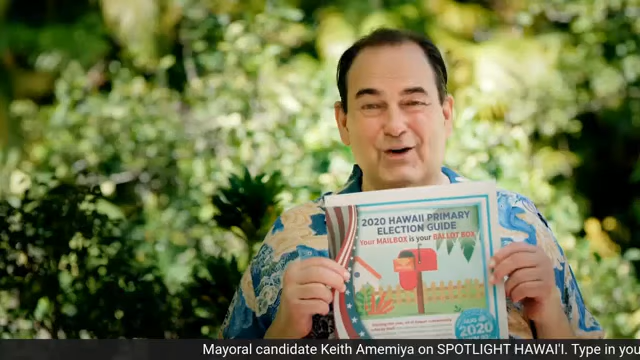 2020 HAWAII PRIMARY
ELECTION GUIDE
Your MAILBOX is your BALLOT BOX
2020
Mayoral candidate Keith Amemiya on SPOTLIGHT HAWAI'I. Type in you